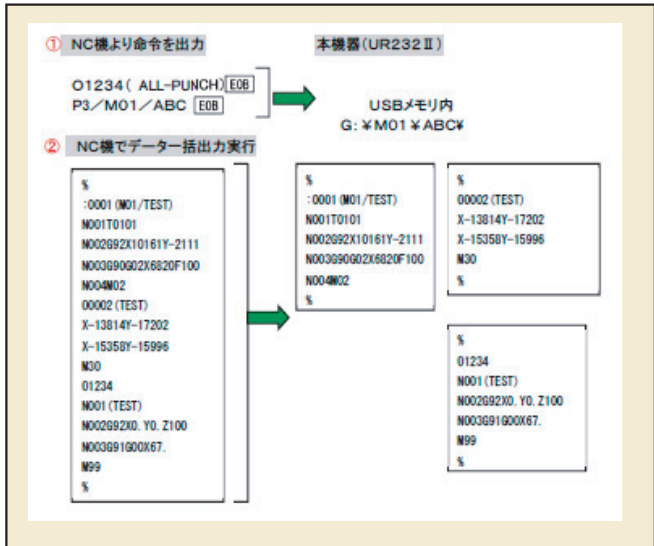 ① NC機より命令を出力
本機器(UR232Ⅱ)
O1234( ALL-PUNCH) EOB
P3/M01/ABC EOB
USBメモリ内
G:¥M01¥ABC¥
② NC機でデーター括出力実行
%
:0001(M01/TEST)
N001T0101
N002G92X10161Y-2111
N003G90G02X6820F100
N004M02
O0002(TEST)
X-13814Y-17202
X-15358Y-15996
M30
O1234
N001(TEST)
N002G92X0.Y0.Z100
N003G91G00X67.
M99
%
%
:0001(M01/TEST)
N001T0101
N002G92X10161Y-2111
N003G90G02X6820F100
N004M02
%
%
O0002(TEST)
X-13814Y-17202
X-15358Y-15996
M30
%
%
O1234
N001(TEST)
N002G92X0.Y0.Z100
N003G91G00X67.
M99
%